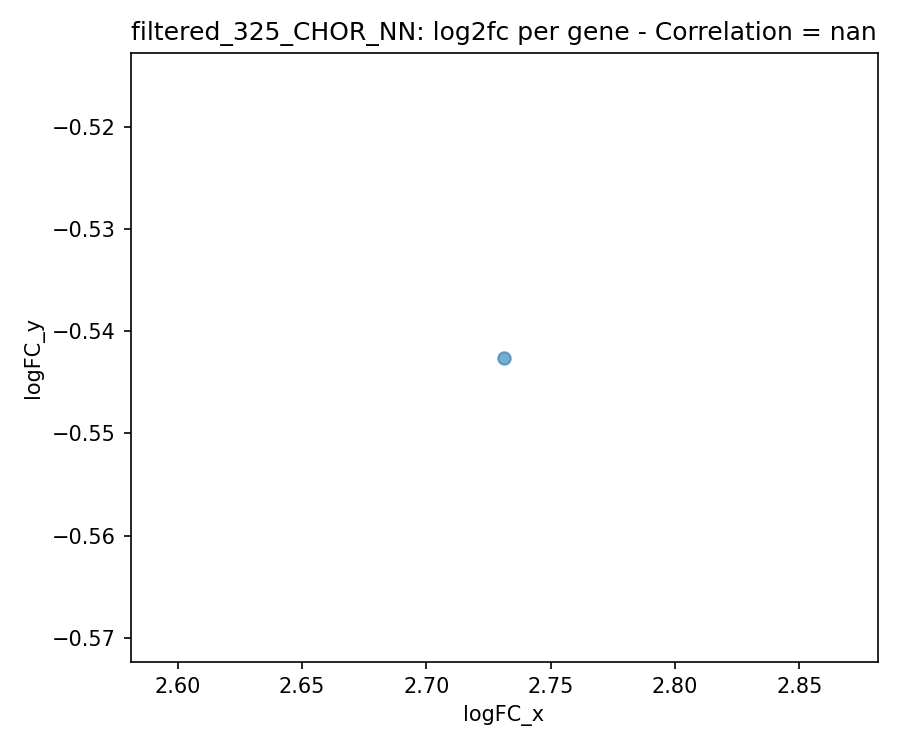 filtered_325_CHOR_NN: log2fc per gene - Correlation = nan
−0.52
−0.53
−0.54
−0.55
−0.56
−0.57
logFC_y
2.60 2.65 2.70 2.75 2.80 2.85
logFC_x